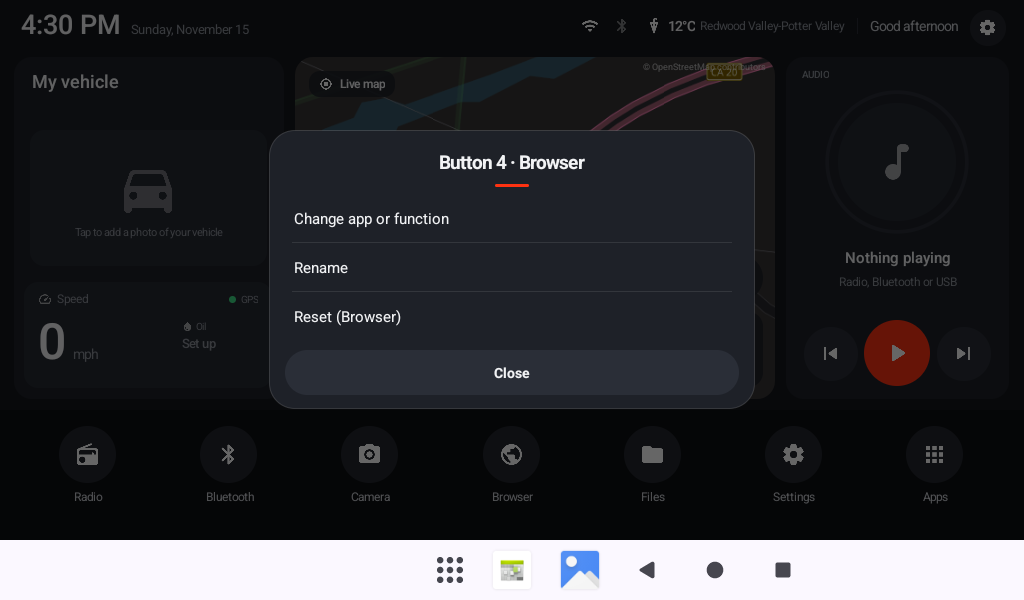 4:30 PM Sunday, November 15
12°C Redwood Valley-Potter Valley Good afternoon
My vehicle
Live map
© OpenStreetMap contributors
CA 20
AUDIO
Button 4 · Browser
Change app or function
Rename
Reset (Browser)
Close
Tap to add a photo of your vehicle
Speed GPS
0 mph
Oil
Set up
Nothing playing
Radio, Bluetooth or USB
Radio Bluetooth Camera Browser Files Settings Apps